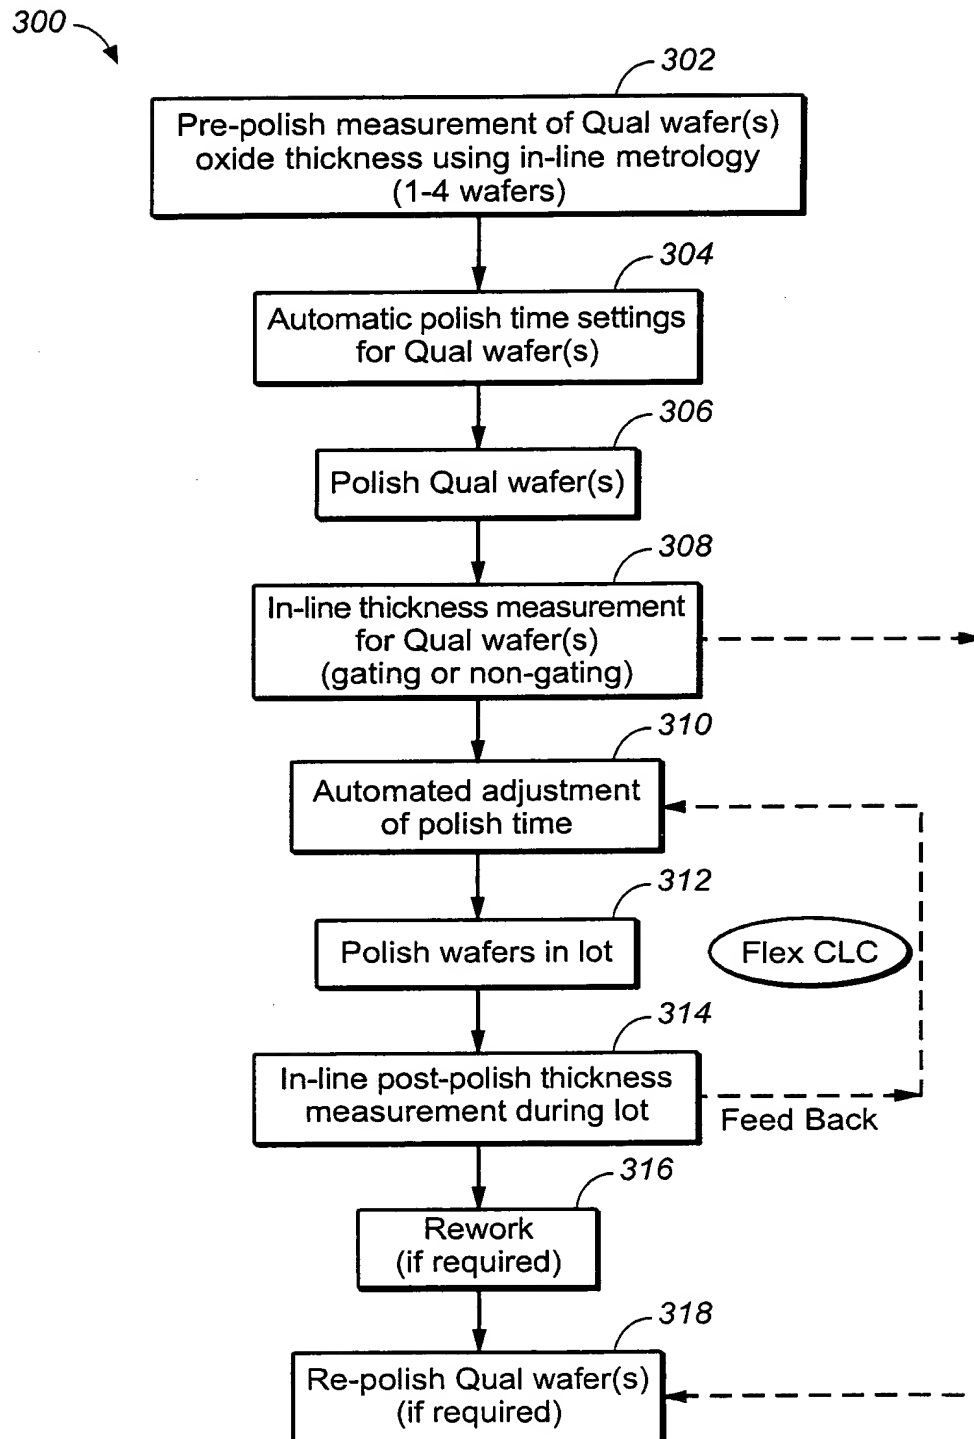 300
302
Pre-polish measurement of Qual wafer(s)
oxide thickness using in-line metrology
(1-4 wafers)
304
Automatic polish time settings
for Qual wafer(s)
306
Polish Qual wafer(s)
308
In-line thickness measurement
for Qual wafer(s)
(gating or non-gating)
310
Automated adjustment
of polish time
312
Polish wafers in lot
Flex CLC
314
In-line post-polish thickness
measurement during lot
Feed Back
316
Rework
(if required)
318
Re-polish Qual wafer(s)
(if required)